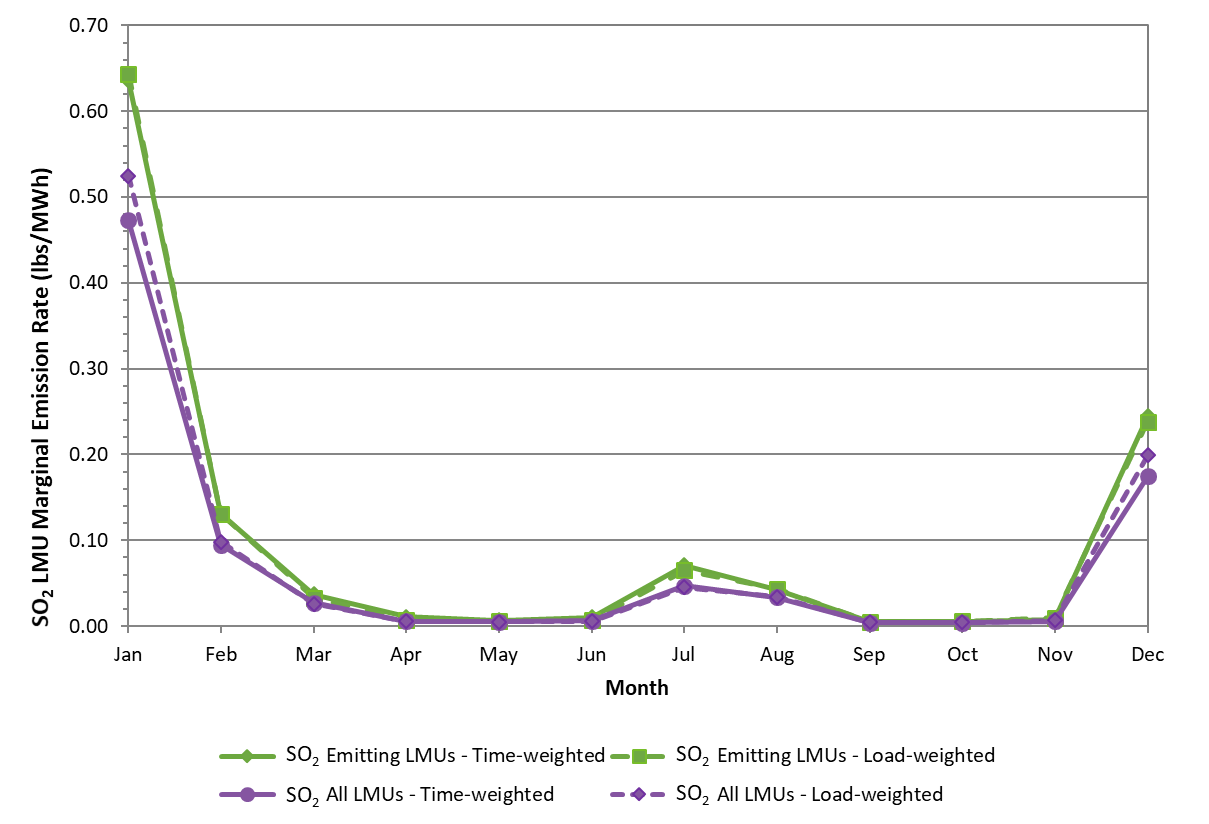 0.70
0.60
0.50
0.40
0.30
0.20
0.10
0.00
SO₂ LMU Marginal Emission Rate (lbs/MWh)
Jan Feb Mar Apr May Jun Jul Aug Sep Oct Nov Dec
Month
SO₂ Emitting LMUs - Time-weighted SO₂ Emitting LMUs - Load-weighted
SO₂ All LMUs - Time-weighted SO₂ All LMUs - Load-weighted